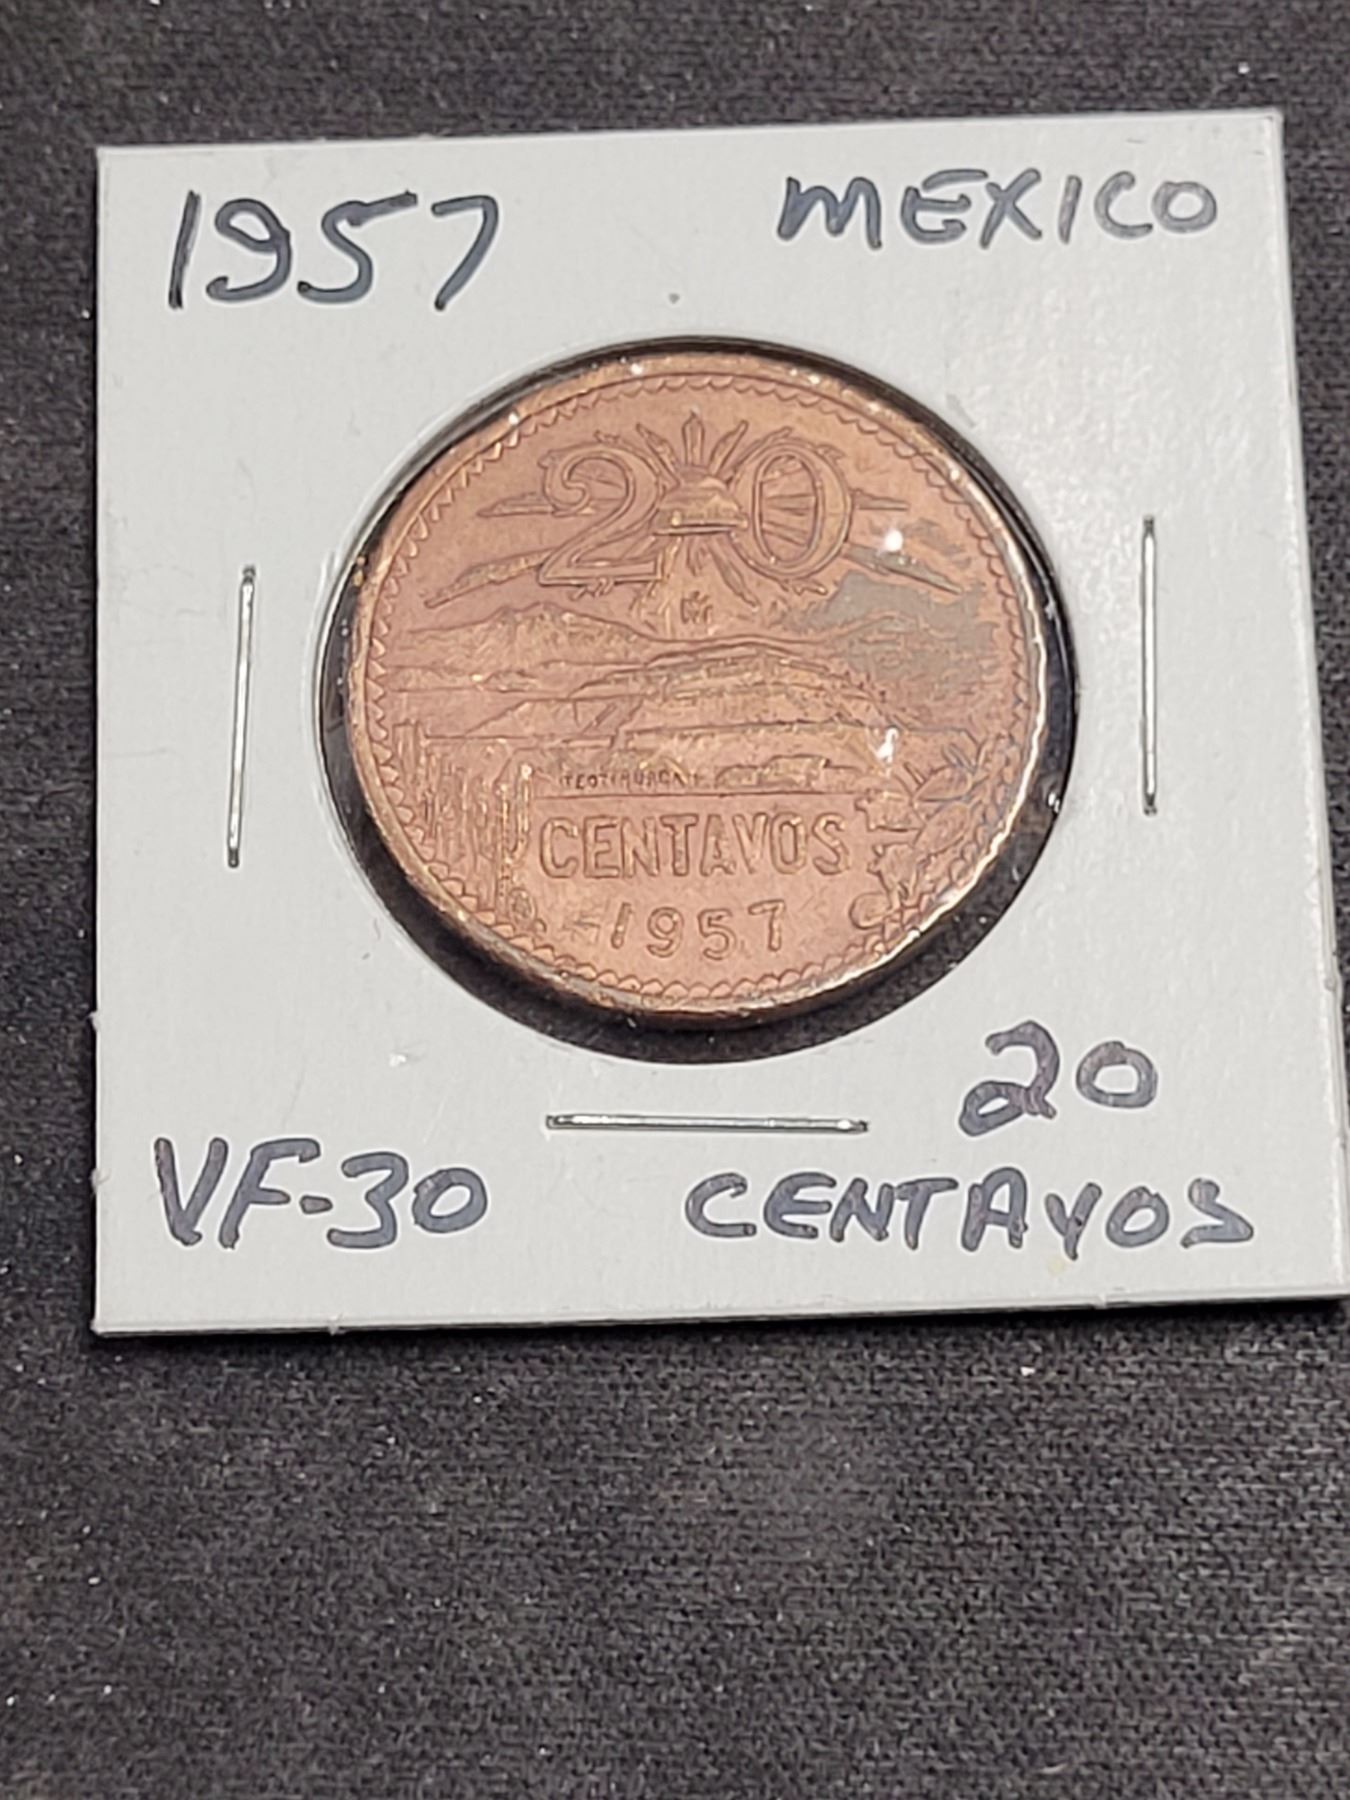 1957 MEXICO
20
M
TEOTIHUACAN
CENTAVOS
1957
20
VF-30 CENTAVOS